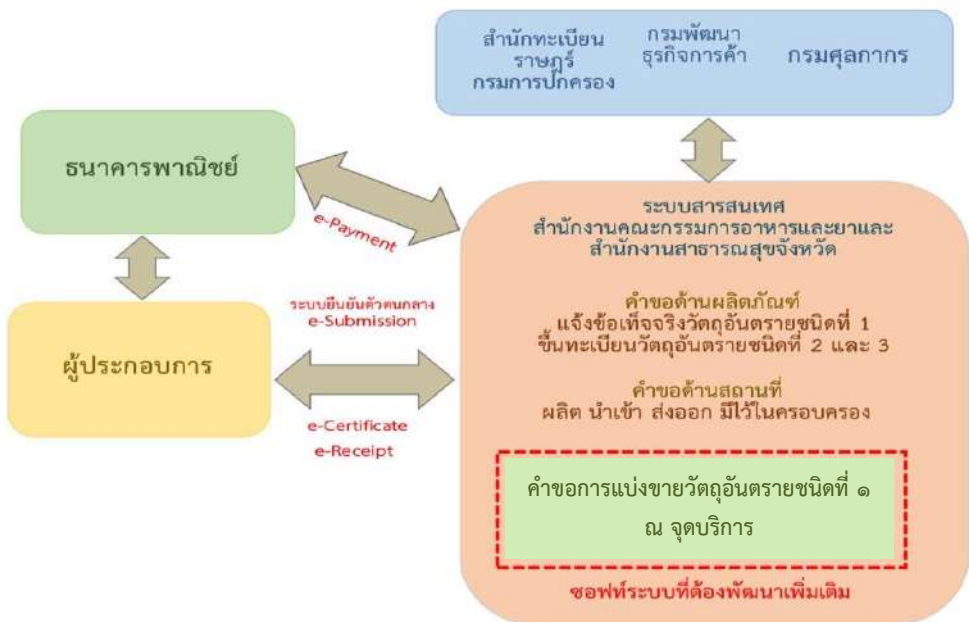 สำนักทะเบียน
ราษฎร์
กรมการปกครอง
กรมพัฒนา
ธุรกิจการค้า
กรมศุลกากร
ธนาคารพาณิชย์
e-Payment
ระบบสารสนเทศ
สำนักงานคณะกรรมการอาหารและยาและ
สำนักงานสาธารณสุขจังหวัด
ระบบยืนยันตัวตนกลาง
e-Submission
ผู้ประกอบการ
e-Certificate
e-Receipt
คำขอด้านผลิตภัณฑ์
แจ้งข้อเท็จจริงวัตถุอันตรายชนิดที่ 1
ขึ้นทะเบียนวัตถุอันตรายชนิดที่ 2 และ 3
คำขอด้านสถานที่
ผลิต นำเข้า ส่งออก มีไว้ในครอบครอง
คำขอการแบ่งขายวัตถุอันตรายชนิดที่ ๑
ณ จุดบริการ
ซอฟท์ระบบที่ต้องพัฒนาเพิ่มเติม